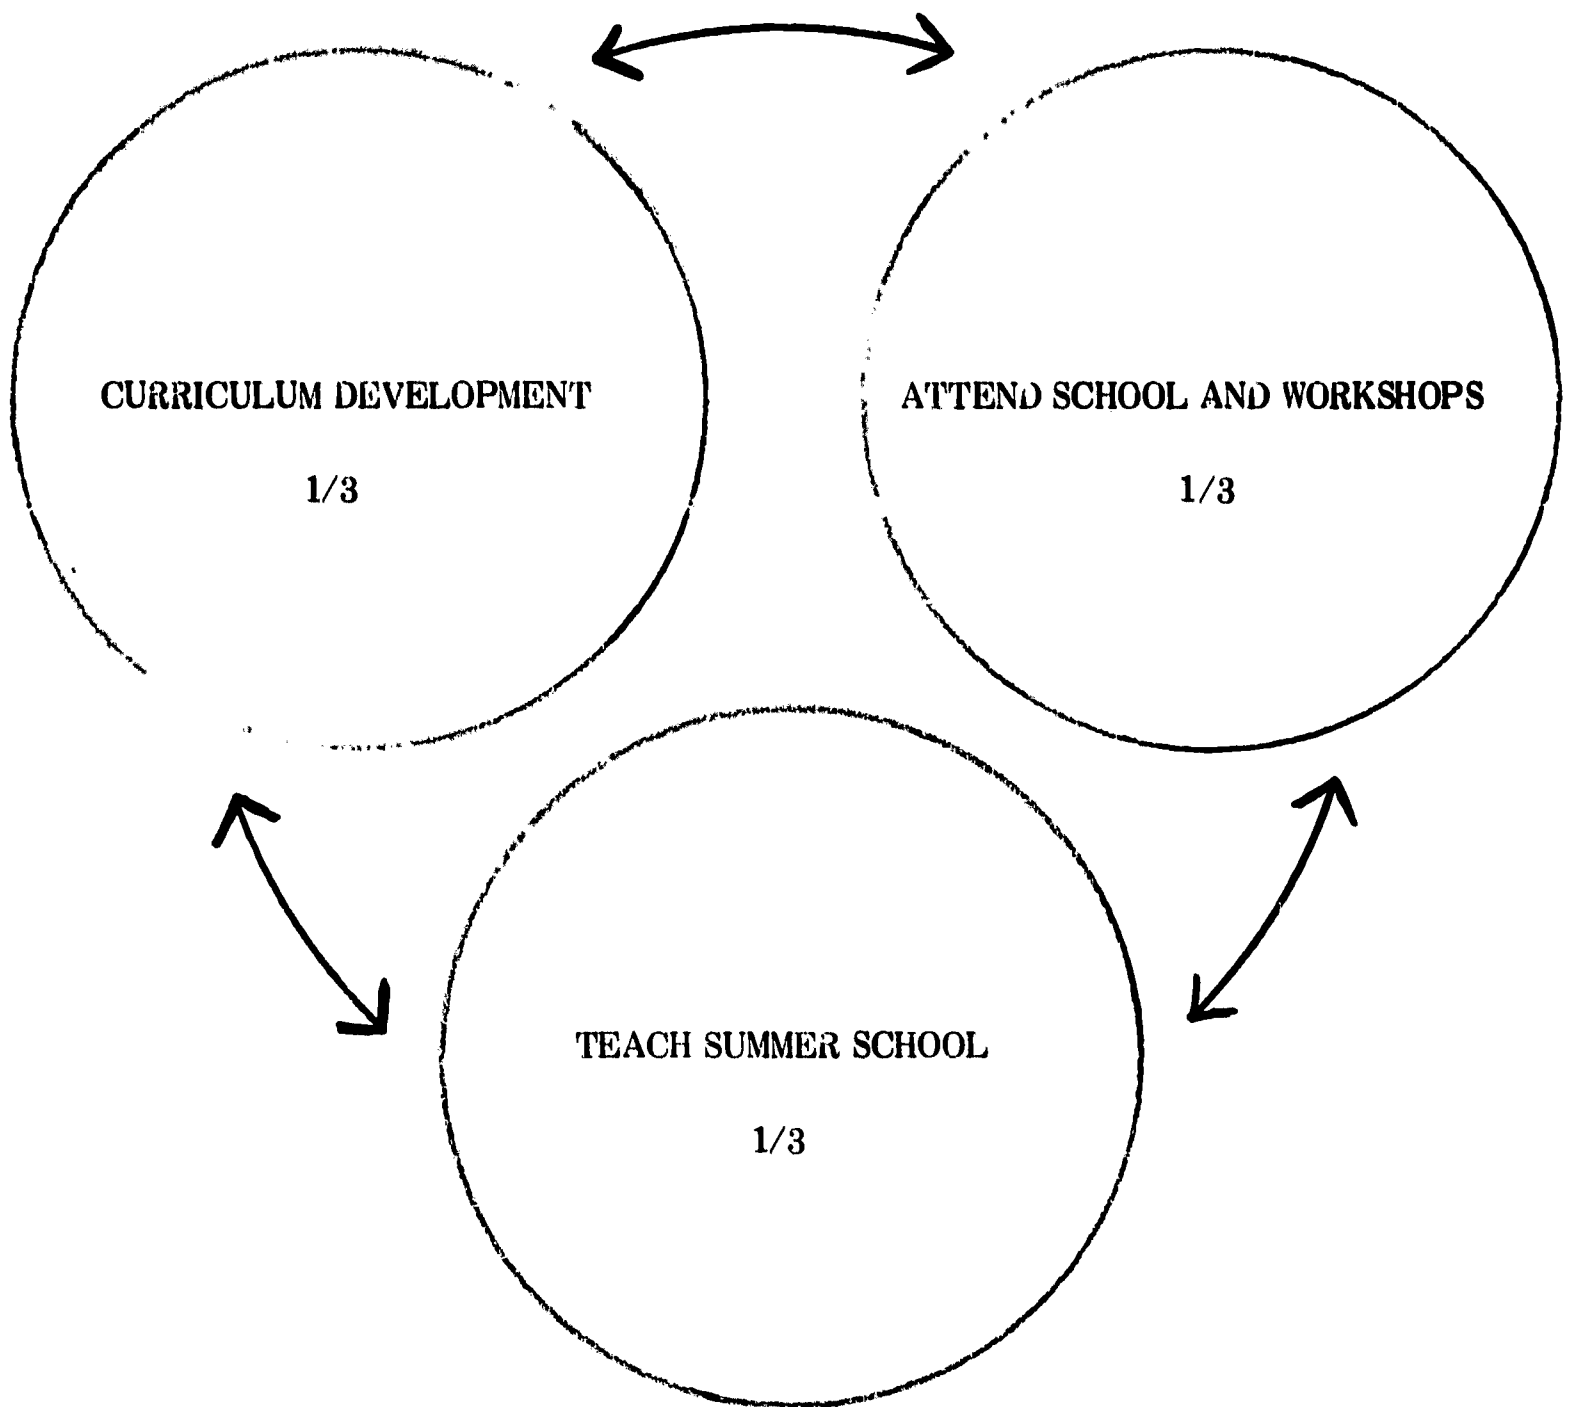 CURRICULUM DEVELOPMENT
1/3
ATTEND SCHOOL AND WORKSHOPS
1/3
TEACH SUMMER SCHOOL
1/3